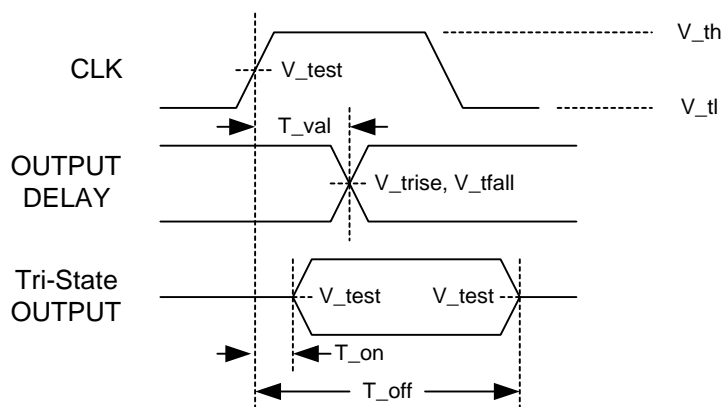 V_th
CLK
V_test
V_tl
T_val
OUTPUT
DELAY
V_trise, V_tfall
Tri-State
OUTPUT
V_test
V_test
T_on
T_off